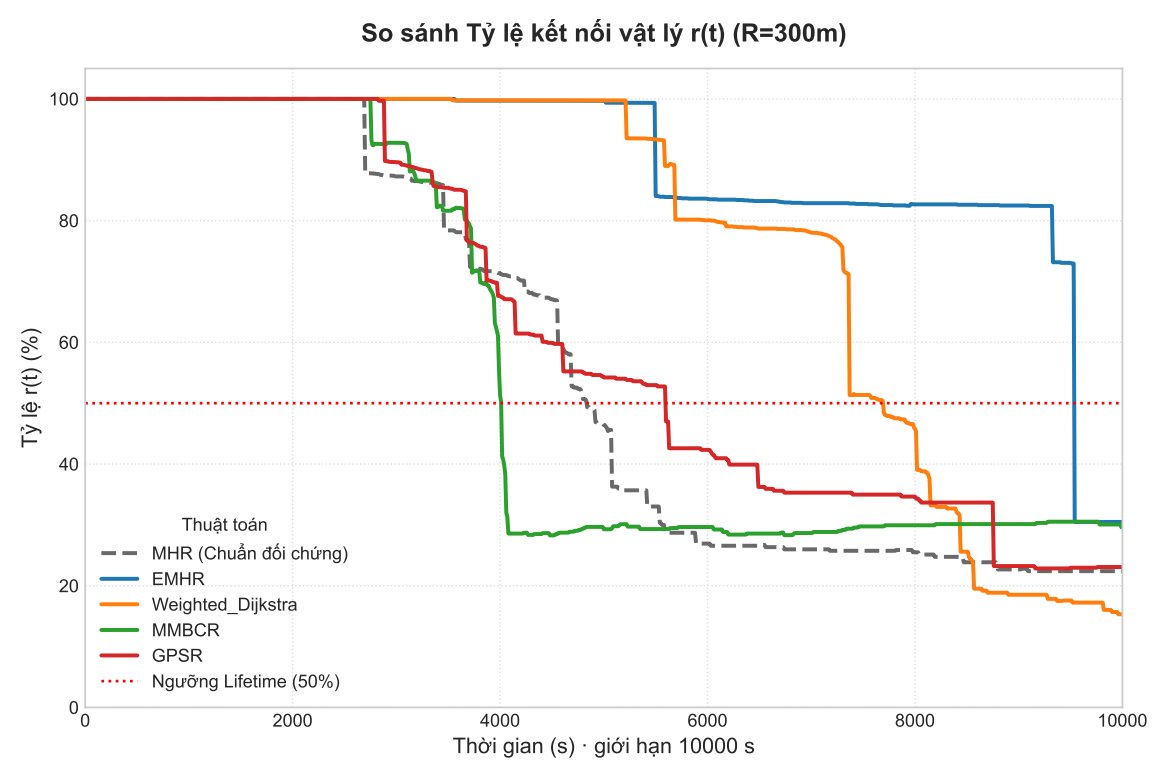 So sánh Tỷ lệ kết nối vật lý r(t) (R=300m)
Tỷ lệ r(t) (%)
100
80
60
40
20
0
Thuật toán
MHR (Chuẩn đối chứng)
EMHR
Weighted_Dijkstra
MMBCR
GPSR
Ngưỡng Lifetime (50%)
0 2000 4000 6000 8000 10000
Thời gian (s) · giới hạn 10000 s